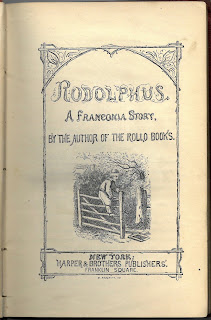 RODOLPHUS.
A FRANCONIA STORY,
BY THE AUTHOR OF THE ROLLO BOOKS.
NEW YORK:
HARPER & BROTHERS PUBLISHERS.
FRANKLIN SQUARE.